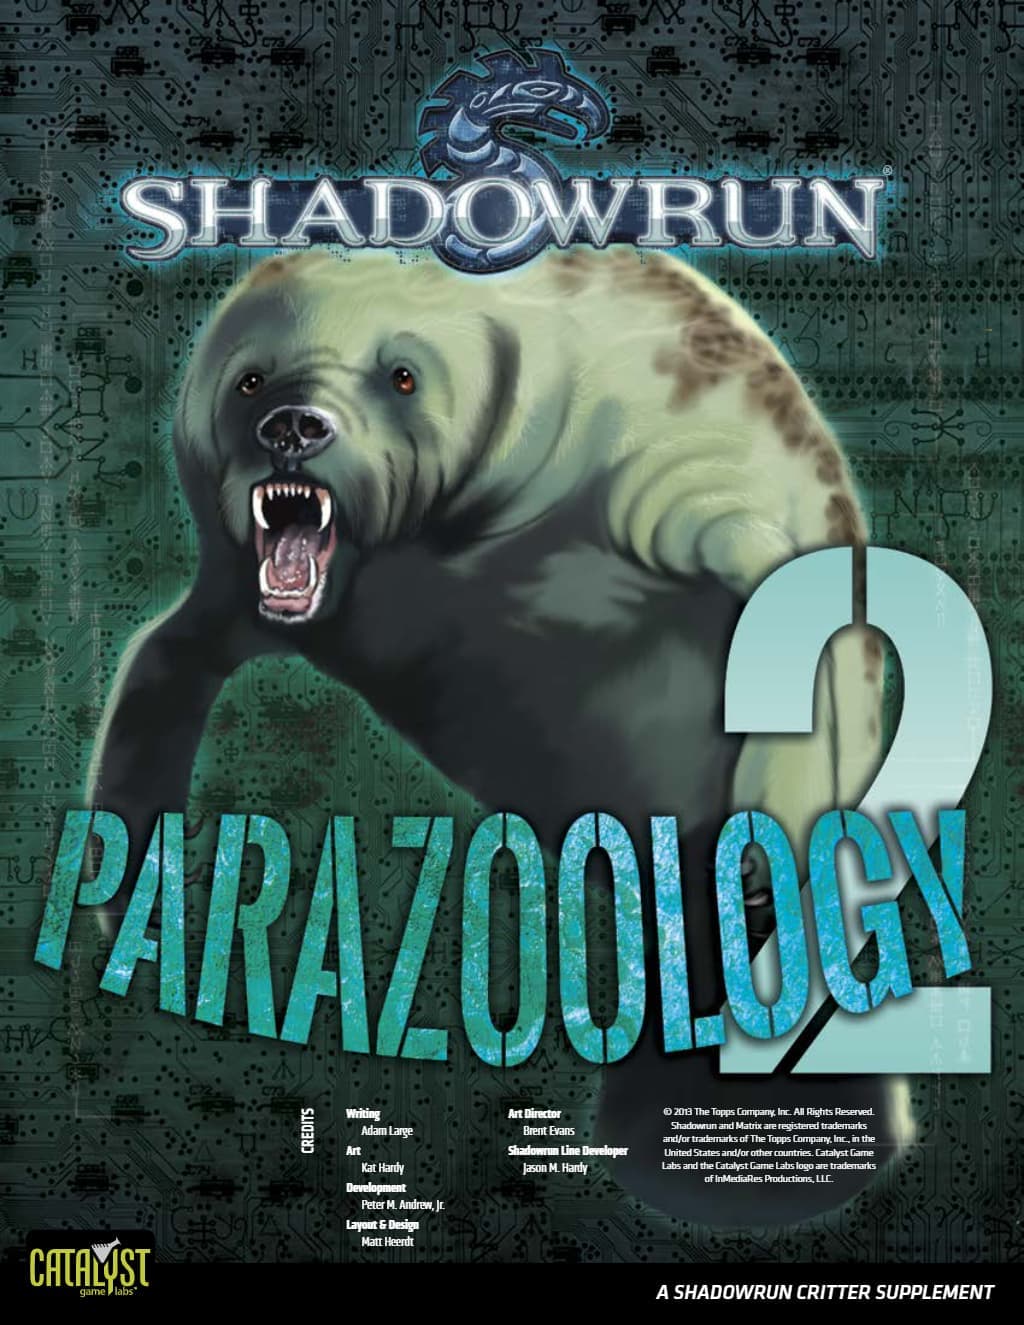 SHADOWRUN®
2
PARAZOOLOGY
CREDITS
Writing
Adam Large
Art
Kat Hardy
Development
Peter M. Andrew, Jr.
Layout & Design
Matt Heerdt
Art Director
Brent Evans
Shadowrun Line Developer
Jason M. Hardy
© 2013 The Topps Company, Inc. All Rights Reserved.
Shadowrun and Matrix are registered trademarks
and/or trademarks of The Topps Company, Inc., in the
United States and/or other countries. Catalyst Game
Labs and the Catalyst Game Labs logo are trademarks
of InMediaRes Productions, LLC.
CATALYST
game labs
A SHADOWRUN CRITTER SUPPLEMENT